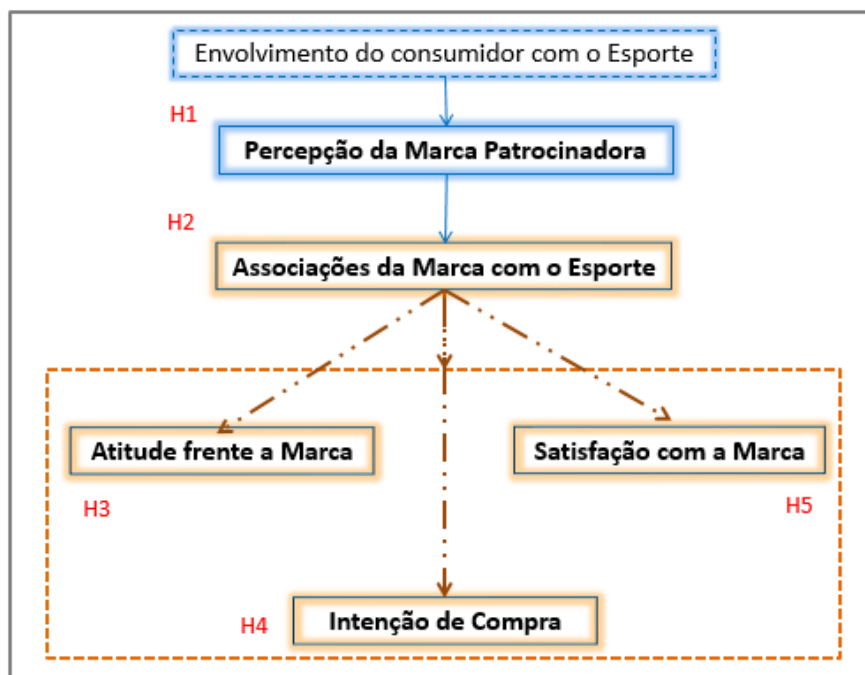 Envolvimento do consumidor com o Esporte
H1
Percepção da Marca Patrocinadora
H2
Associações da Marca com o Esporte
Atitude frente a Marca
Satisfação com a Marca
H3
H5
H4
Intenção de Compra